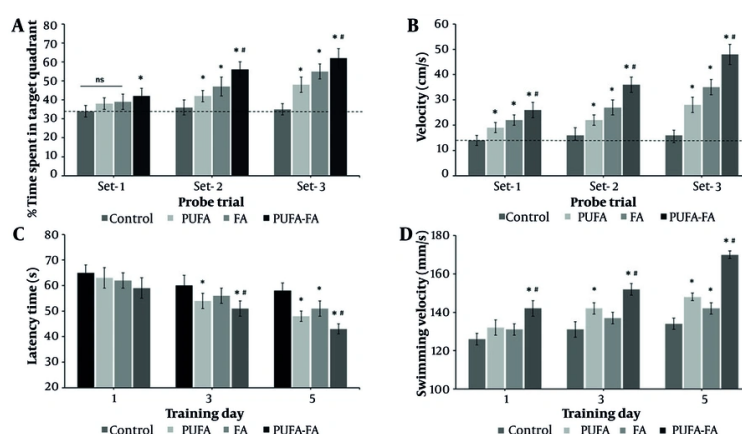 A
% Time spent in target quadrant
80
70
60
50
40
30
20
10
0
ns
*
*
*
* #
*
*
* #
Set-1
Set- 2
Set- 3
Probe trial
Control PUFA FA PUFA-FA
B
Velocity (cm/s)
60
50
40
30
20
10
0
*
*
* #
*
*
* #
*
*
* #
Set-1
Set- 2
Set- 3
Probe trial
Control PUFA FA PUFA-FA
C
Latency time (s)
80
70
60
50
40
30
20
*
* #
*
*
* #
1
3
5
Training day
Control PUFA FA PUFA-FA
D
Swimming velocity (mm/s)
180
160
140
120
100
* #
*
* #
*
*
* #
1
3
5
Training day
Control PUFA FA PUFA-FA